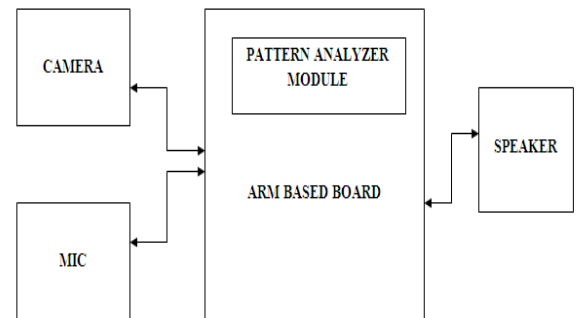 CAMERA
PATTERN ANALYZER
MODULE
SPEAKER
ARM BASED BOARD
MIC